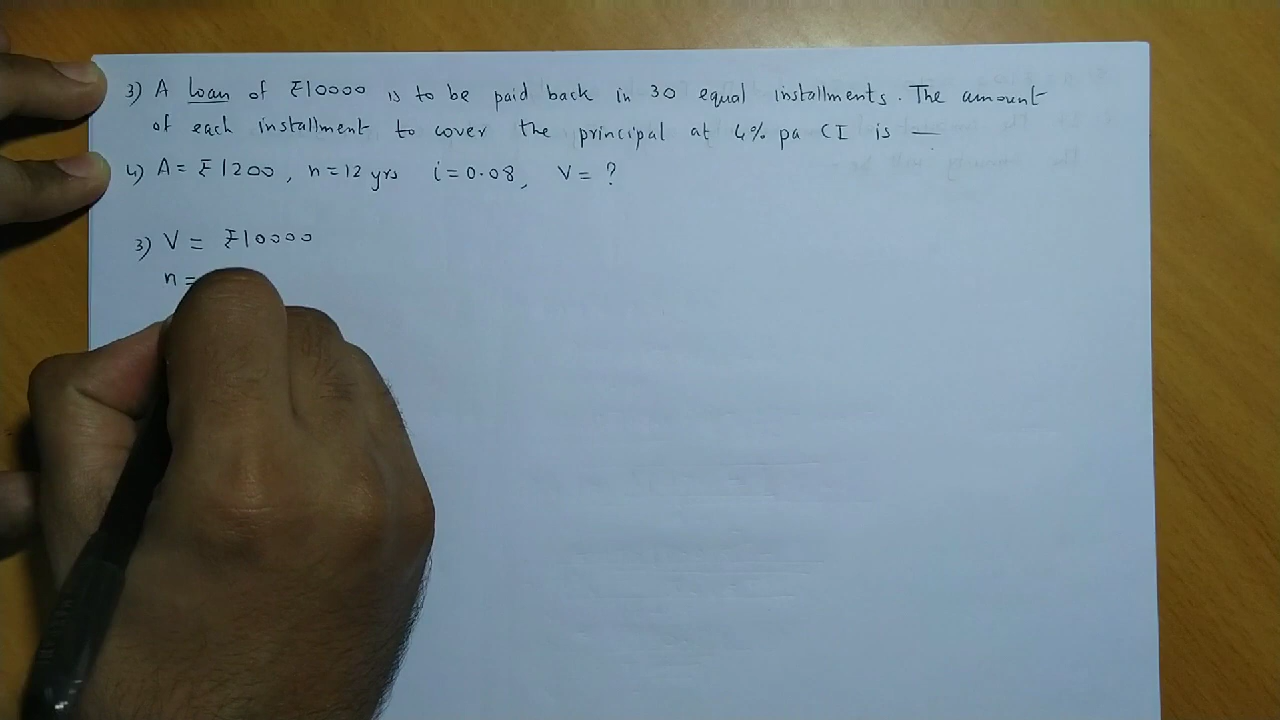 3) A loan of ₹10000 is to be paid back in 30 equal installments. The amount
of each installment to cover the principal at 4% pa CI is —
4) A = ₹1200, n = 12 yrs i = 0.08, V = ?
3) V = ₹10000
n =